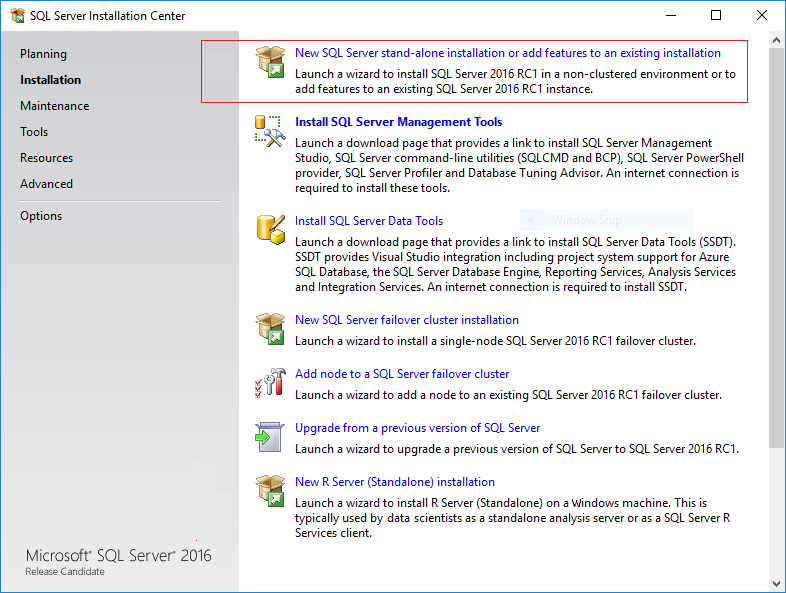 SQL Server Installation Center
Planning
Installation
Maintenance
Tools
Resources
Advanced
Options
New SQL Server stand-alone installation or add features to an existing installation
Launch a wizard to install SQL Server 2016 RC1 in a non-clustered environment or to
add features to an existing SQL Server 2016 RC1 instance.
Install SQL Server Management Tools
Launch a download page that provides a link to install SQL Server Management
Studio, SQL Server command-line utilities (SQLCMD and BCP), SQL Server PowerShell
provider, SQL Server Profiler and Database Tuning Advisor. An internet connection is
required to install these tools.
Install SQL Server Data Tools
Window Snip
Launch a download page that provides a link to install SQL Server Data Tools (SSDT).
SSDT provides Visual Studio integration including project system support for Azure
SQL Database, the SQL Server Database Engine, Reporting Services, Analysis Services
and Integration Services. An internet connection is required to install SSDT.
New SQL Server failover cluster installation
Launch a wizard to install a single-node SQL Server 2016 RC1 failover cluster.
Add node to a SQL Server failover cluster
Launch a wizard to add a node to an existing SQL Server 2016 RC1 failover cluster.
Upgrade from a previous version of SQL Server
Launch a wizard to upgrade a previous version of SQL Server to SQL Server 2016 RC1.
New R Server (Standalone) installation
Launch a wizard to install R Server (Standalone) on a Windows machine. This is
typically used by data scientists as a standalone analysis server or as a SQL Server R
Services client.
Microsoft® SQL Server® 2016
Release Candidate